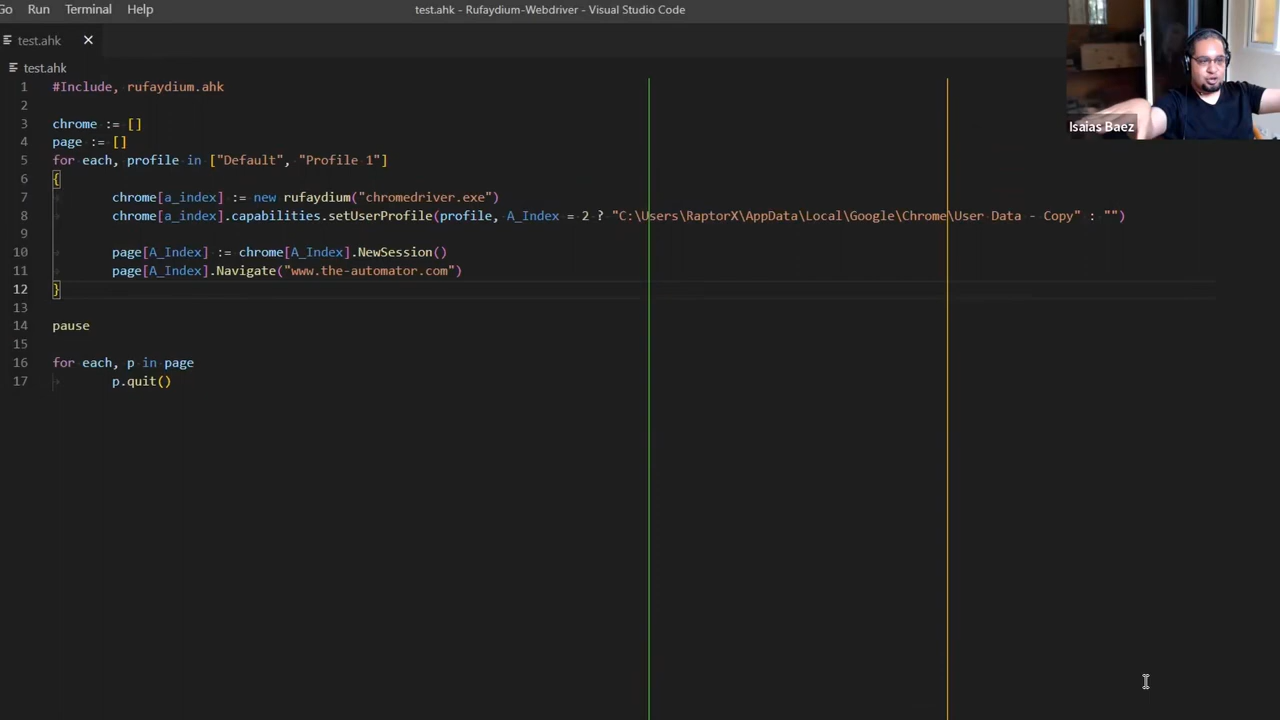 Go Run Terminal Help
test.ahk - Rufaydium-Webdriver - Visual Studio Code
test.ahk
test.ahk
1 #Include, rufaydium.ahk
2
3 chrome := []
4 page := []
5 for each, profile in ["Default", "Profile 1"]
6 {
7 chrome[a_index] := new rufaydium("chromedriver.exe")
8 chrome[a_index].capabilities.setUserProfile(profile, A_Index = 2 ? "C:\Users\RaptorX\AppData\Local\Google\Chrome\User Data - Copy" : "")
9
10 page[A_Index] := chrome[A_Index].NewSession()
11 page[A_Index].Navigate("www.the-automator.com")
12 }
13
14 pause
15
16 for each, p in page
17 p.quit()
Isaias Baez